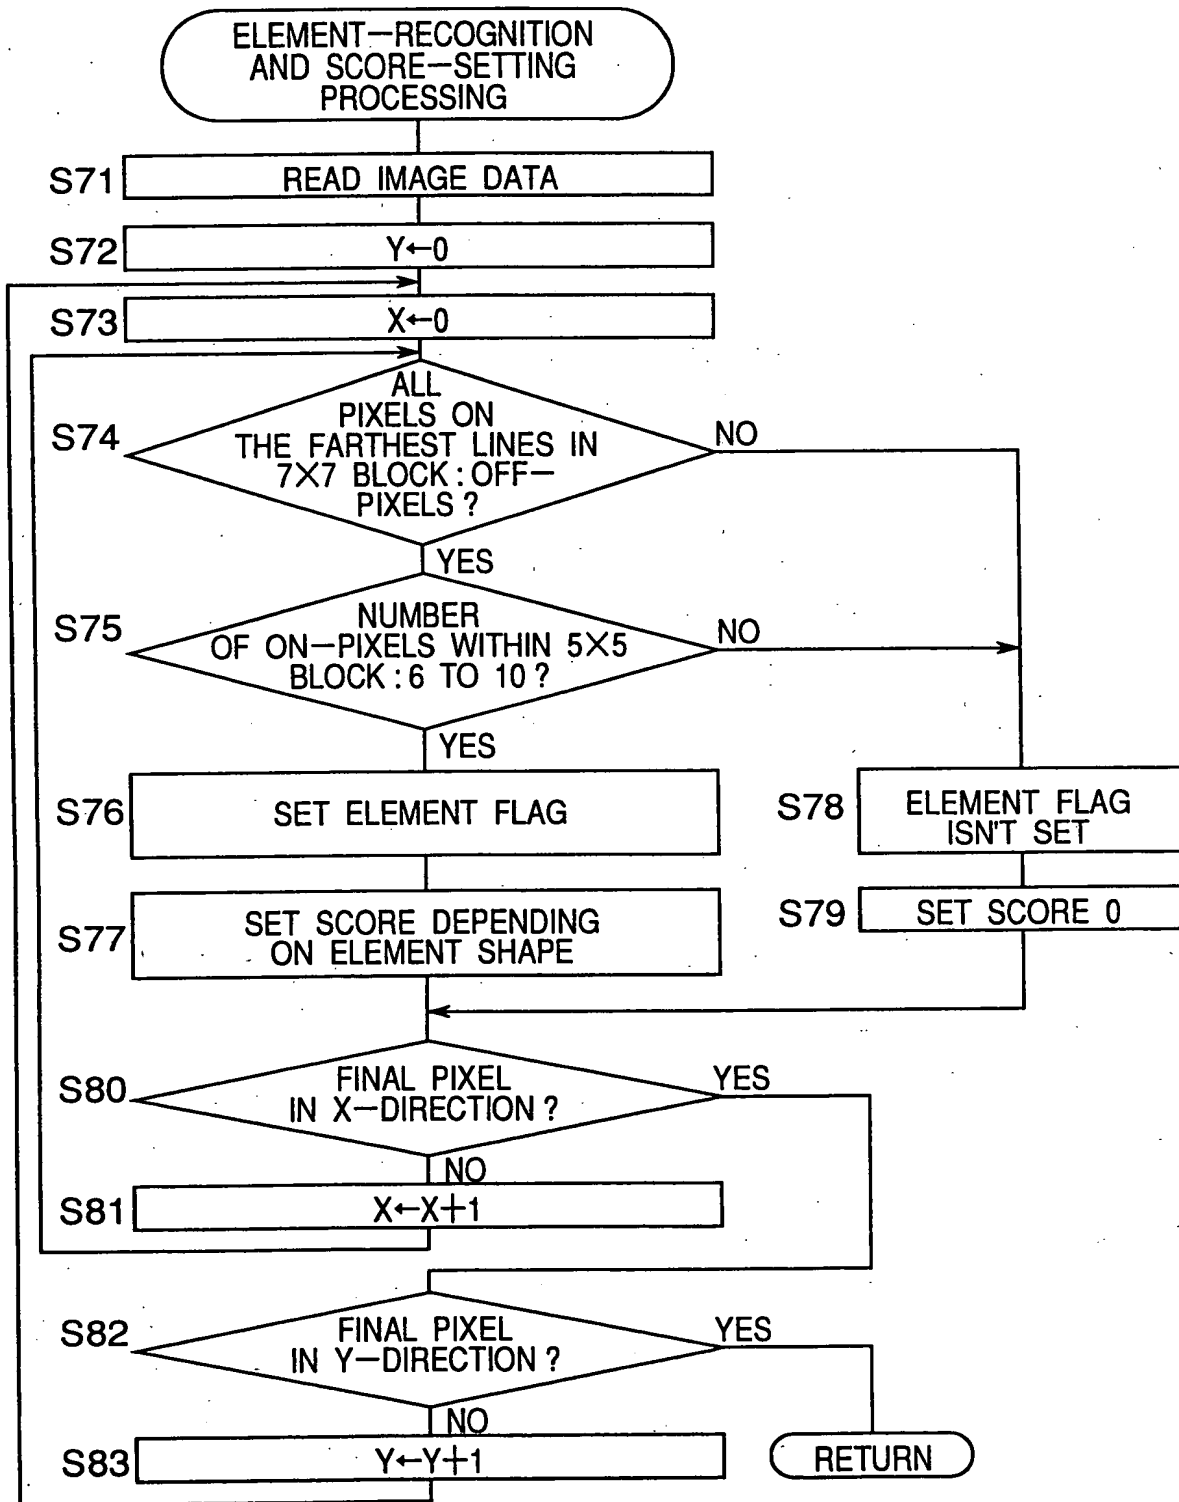 ELEMENT—RECOGNITION
AND SCORE—SETTING
PROCESSING
S71
READ IMAGE DATA
S72
Y←0
S73
X←0
S74
ALL
PIXELS ON
THE FARTHEST LINES IN
7×7 BLOCK : OFF—
PIXELS ?
NO
YES
S75
NUMBER
OF ON—PIXELS WITHIN 5×5
BLOCK : 6 TO 10 ?
NO
YES
S76
SET ELEMENT FLAG
S78
ELEMENT FLAG
ISN'T SET
S77
SET SCORE DEPENDING
ON ELEMENT SHAPE
S79
SET SCORE 0
S80
FINAL PIXEL
IN X—DIRECTION ?
YES
NO
S81
X←X+1
S82
FINAL PIXEL
IN Y—DIRECTION ?
YES
NO
S83
Y←Y+1
RETURN